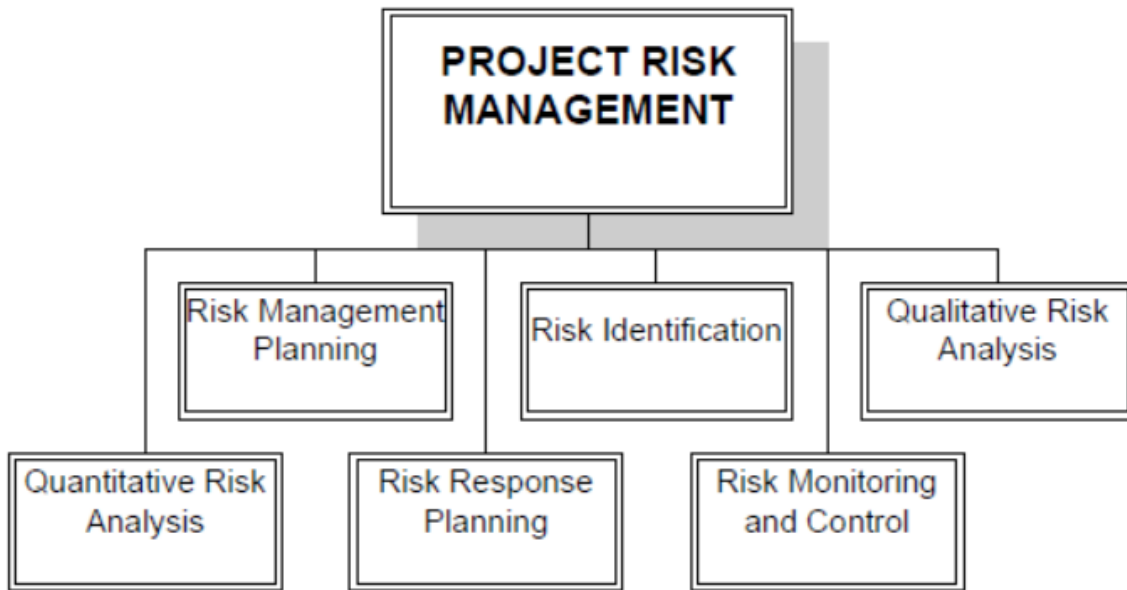 PROJECT RISK
MANAGEMENT
Risk Management
Planning
Risk Identification
Qualitative Risk
Analysis
Quantitative Risk
Analysis
Risk Response
Planning
Risk Monitoring
and Control